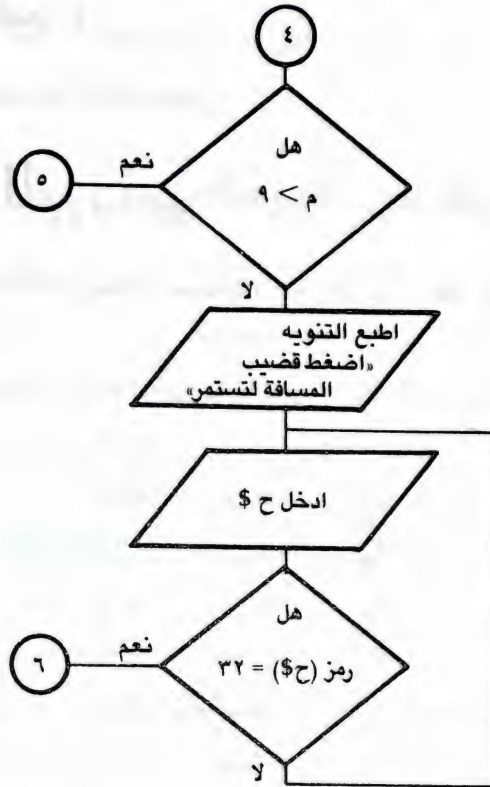 ٤
هل
نعم
م > ٩
٥
لا
اطبع التنويه
«اضغط قضيب
المسافة لتستمر»
ادخل ح $
هل
نعم
رمز (ح$) = ٣٢
٦
لا